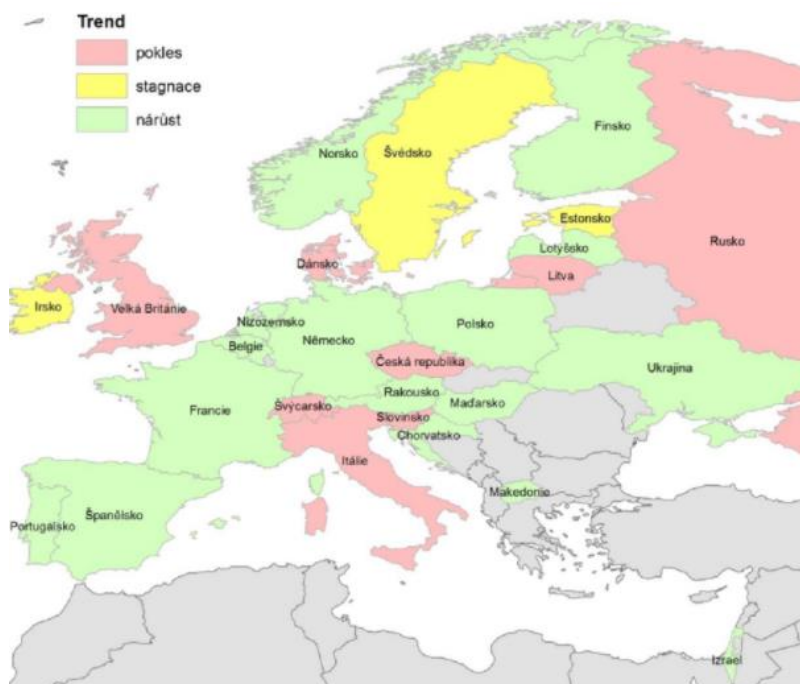 Trend
pokles
stagnace
nárůst
Norsko
Švédsko
Finsko
Estonsko
Lotyšsko
Litva
Rusko
Dánsko
Irsko
Velká Británie
Nizozemsko
Belgie
Německo
Polsko
Česká republika
Ukrajina
Francie
Švýcarsko
Rakousko
Maďarsko
Slovinsko
Chorvatsko
Itálie
Makedonie
Portugalsko
Španělsko
Izrael